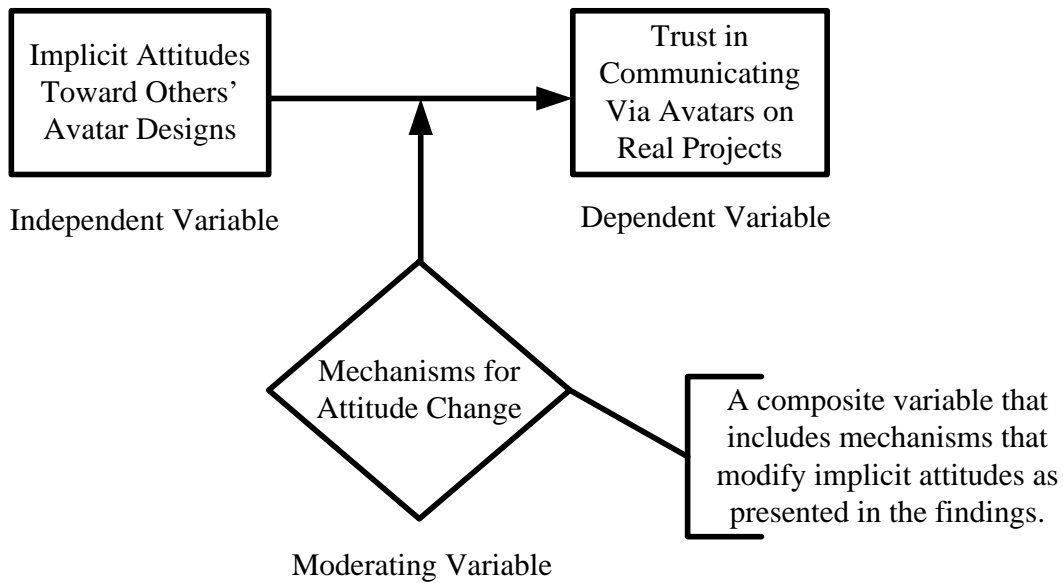 Implicit Attitudes
Toward Others’
Avatar Designs
Independent Variable
Trust in
Communicating
Via Avatars on
Real Projects
Dependent Variable
Mechanisms for
Attitude Change
Moderating Variable
A composite variable that
includes mechanisms that
modify implicit attitudes as
presented in the findings.